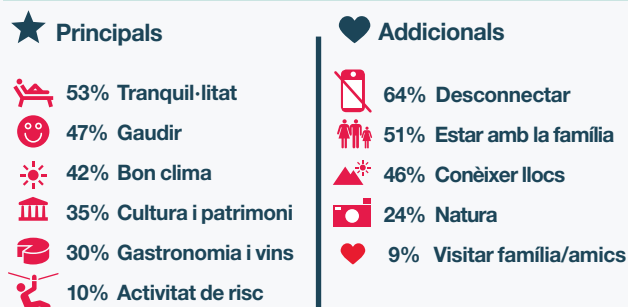 Principals
53% Tranquil·litat
47% Gaudir
42% Bon clima
35% Cultura i patrimoni
30% Gastronomia i vins
10% Activitat de risc
Addicionals
64% Desconnectar
51% Estar amb la família
46% Conèixer llocs
24% Natura
9% Visitar família/amics